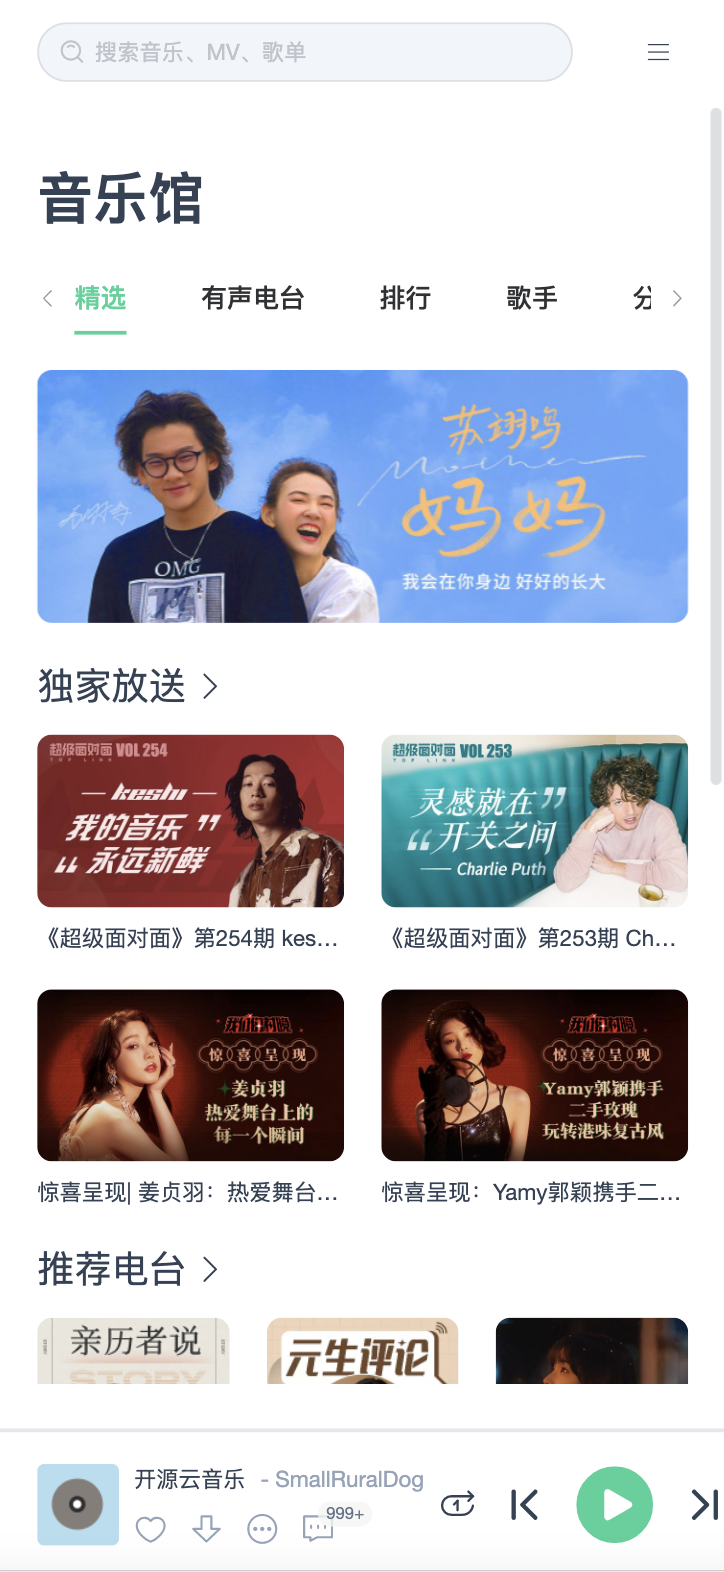 搜索音乐、MV、歌单
音乐馆
精选 有声电台 排行 歌手 分
苏翊鸣
Mother
妈妈
我会在你身边 好好的长大
OMG
独家放送
超级面对面 VOL 254
TOP LINK
keshi
我的音乐
永远新鲜
超级面对面 VOL 253
TOP LINK
灵感就在
开关之间
Charlie Puth
《超级面对面》第254期 kes...
《超级面对面》第253期 Ch...
惊喜呈现
姜贞羽
热爱舞台上的
每一个瞬间
惊喜呈现
Yamy郭颖携手
二手玫瑰
玩转港味复古风
惊喜呈现| 姜贞羽：热爱舞台...
惊喜呈现：Yamy郭颖携手二...
推荐电台
亲历者说
STORY
元生评论
开源云音乐 - SmallRuralDog
999+
1